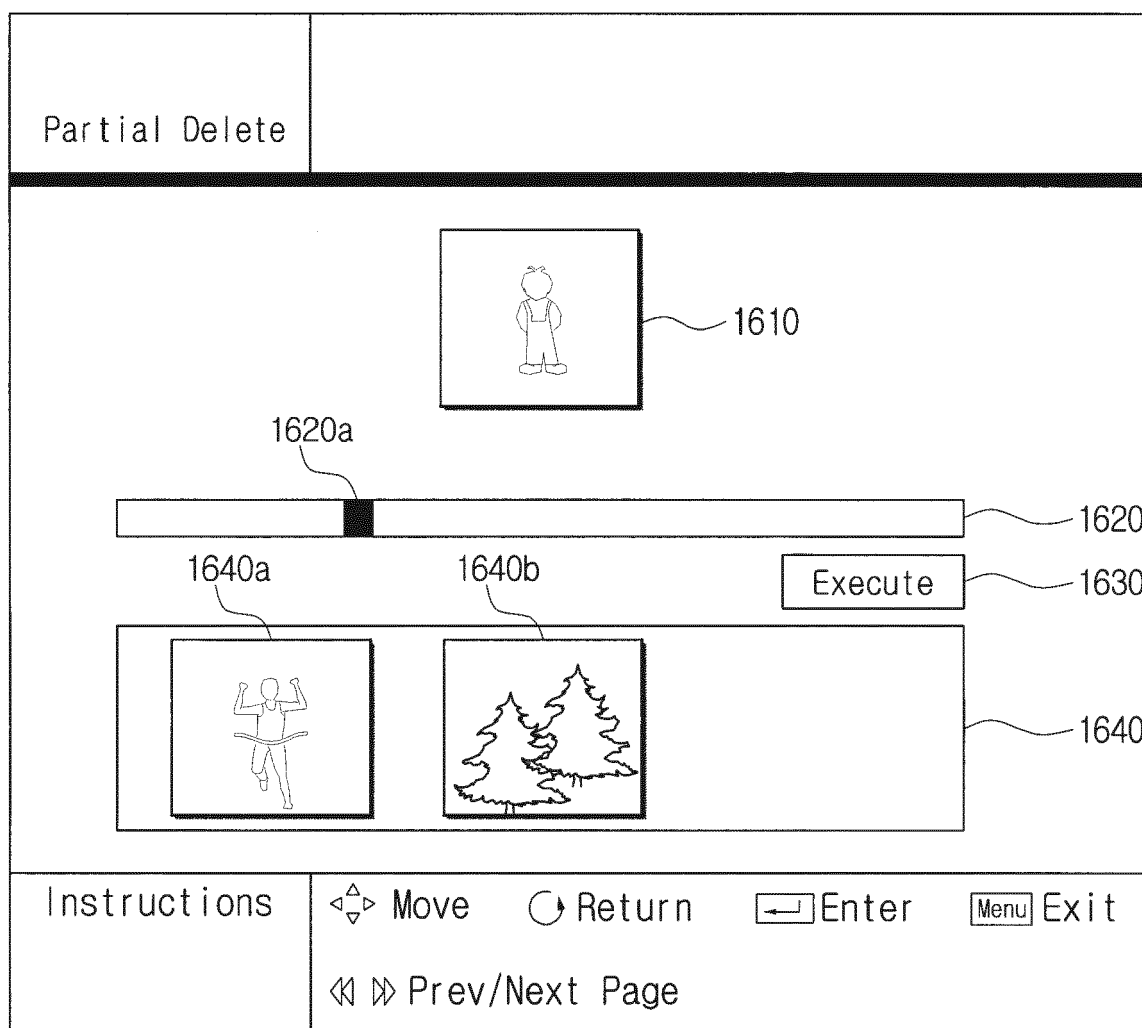 Partial Delete
1610
1620a
1620
1640a 1640b
Execute 1630
1640
Instructions Move Return Enter Menu Exit
Prev/Next Page